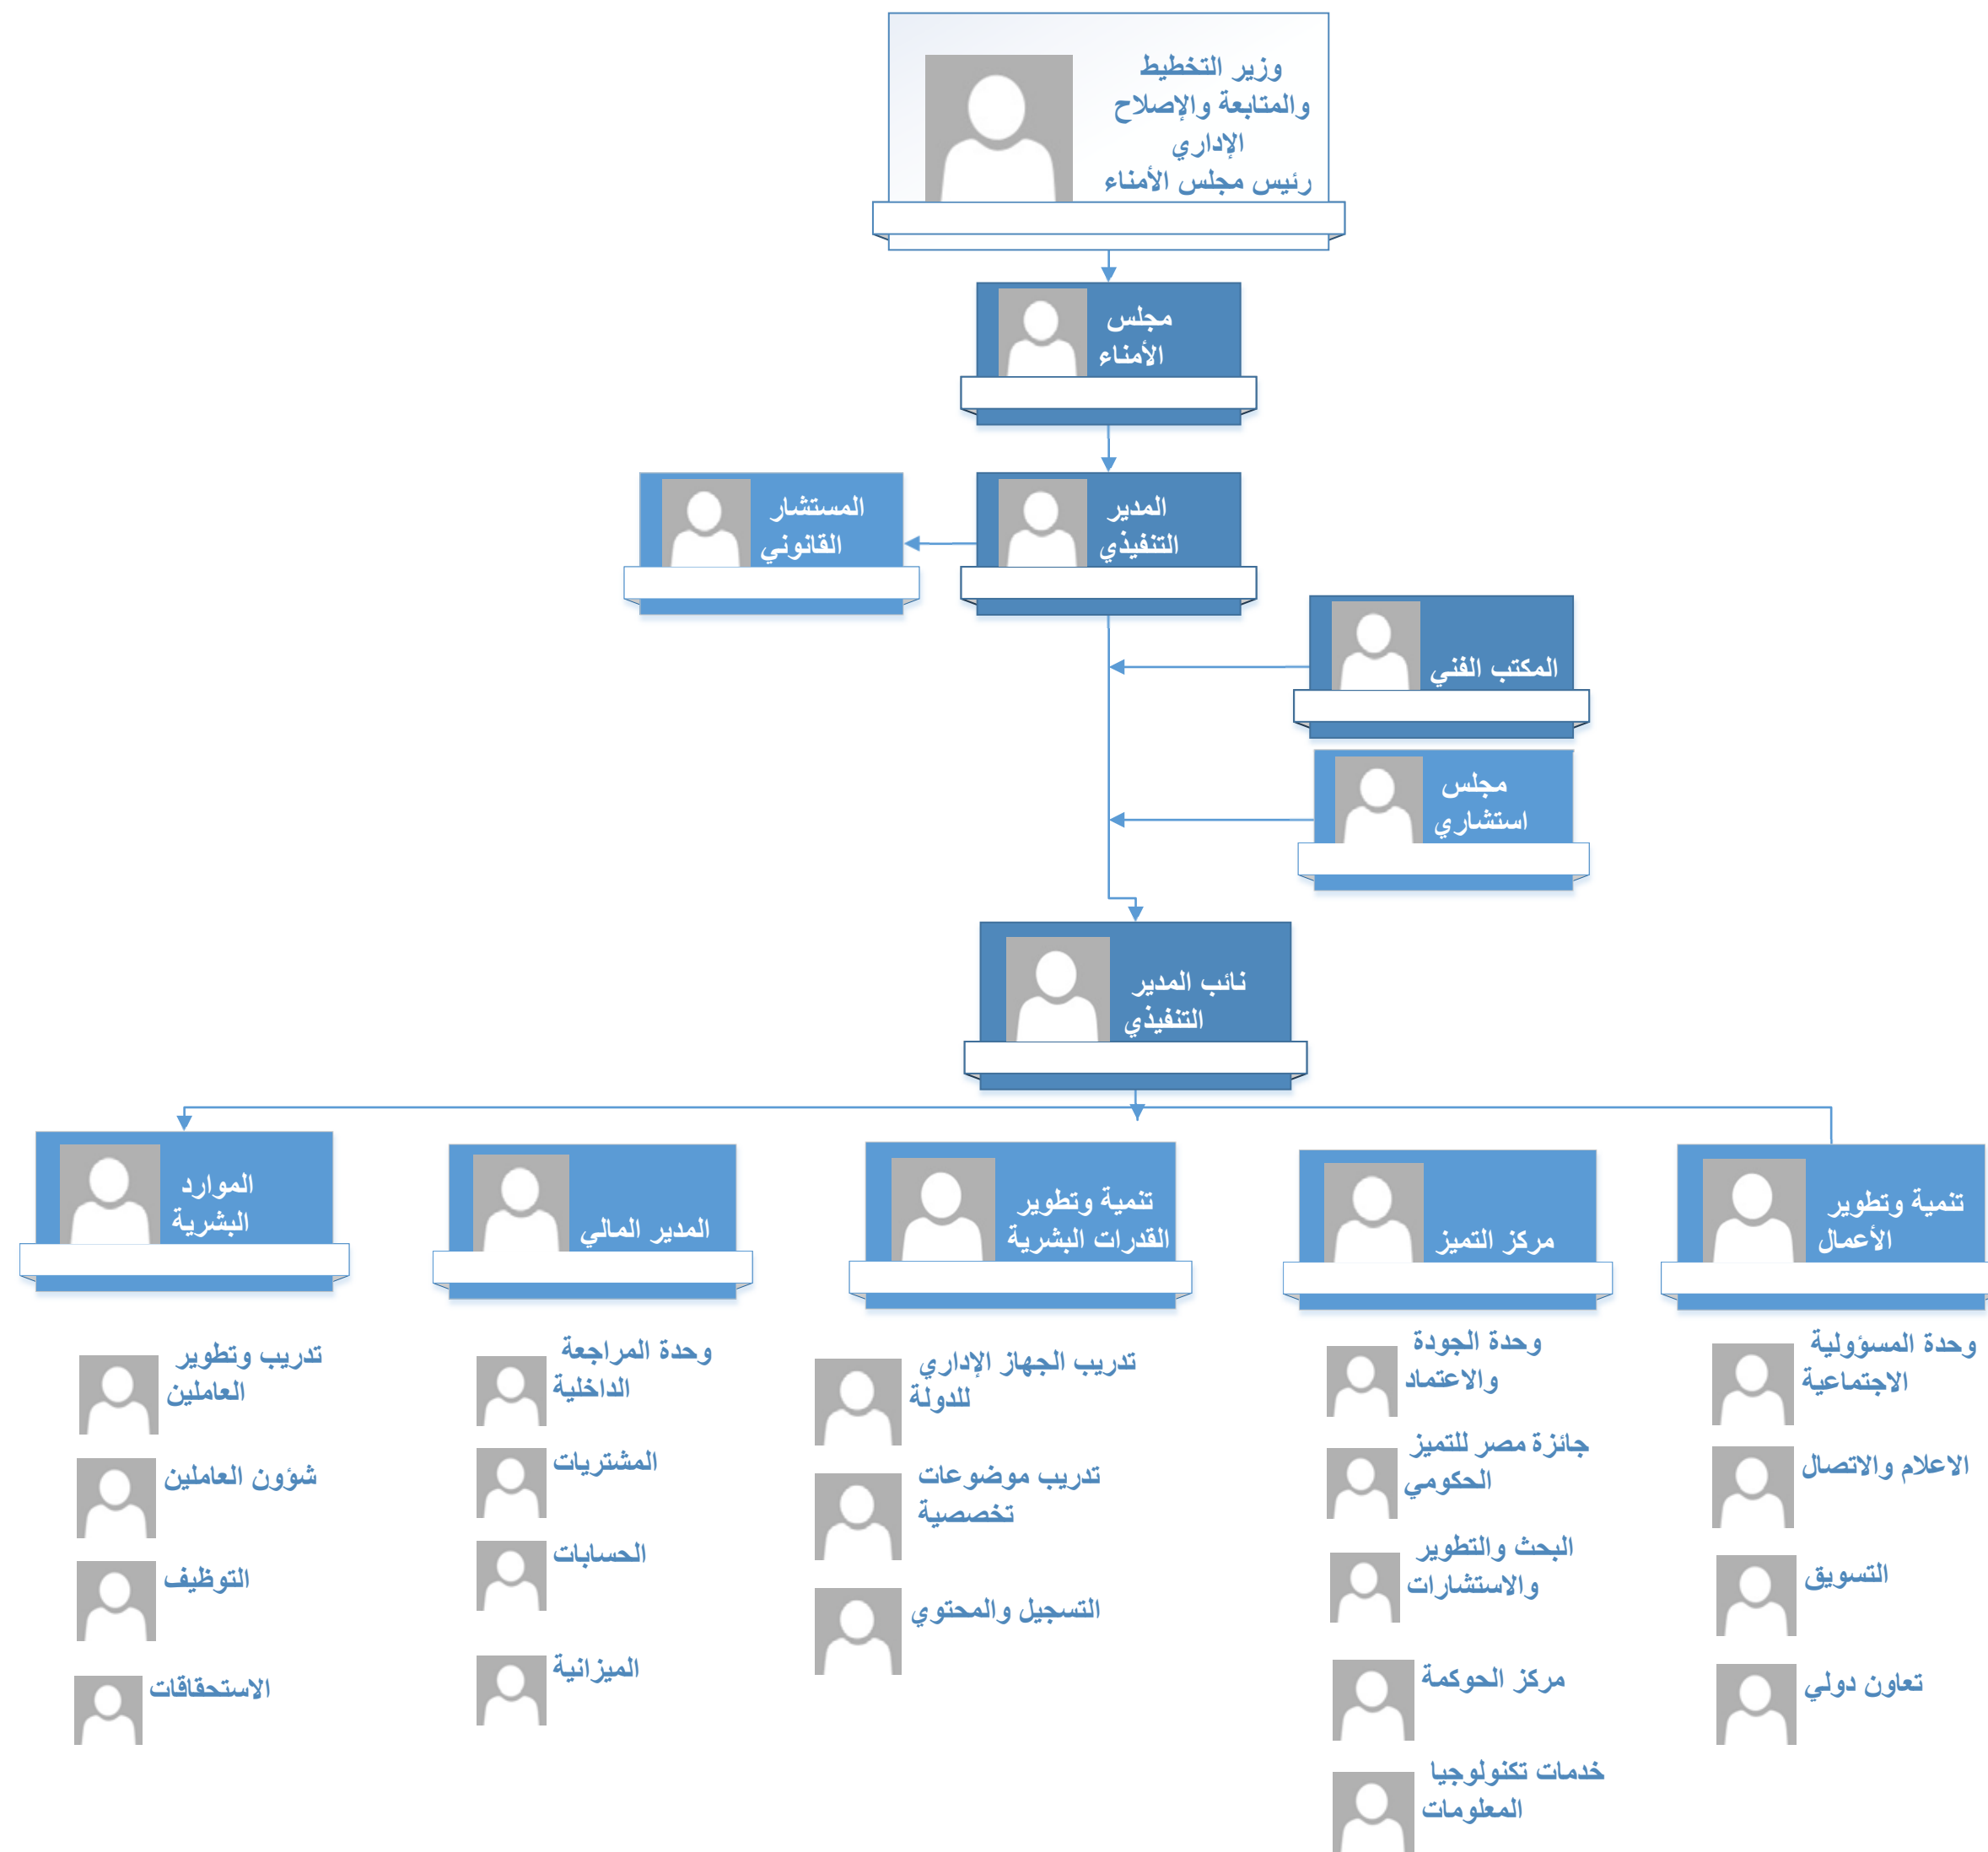 وزير التخطيط
والمتابعة والإصلاح
الإداري
رئيس مجلس الأمناء
مجلس
الأمناء
المدير
التنفيذي
المستشار
القانوني
المكتب الفني
مجلس
استشاري
نائب المدير
التنفيذي
تنمية وتطوير
الأعمال
وحدة المسؤولية
الاجتماعية
الاعلام والاتصال
التسويق
تعاون دولي
مركز التميز
وحدة الجودة
والاعتماد
جائزة مصر للتميز
الحكومي
البحث والتطوير
والاستشارات
مركز الحوكمة
خدمات تكنولوجيا
المعلومات
تنمية وتطوير
القدرات البشرية
تدريب الجهاز الإداري
للدولة
تدريب موضوعات
تخصصية
التسجيل والمحتوي
المدير المالي
وحدة المراجعة
الداخلية
المشتريات
الحسابات
الميزانية
الموارد
البشرية
تدريب وتطوير
العاملين
شؤون العاملين
التوظيف
الاستحقاقات